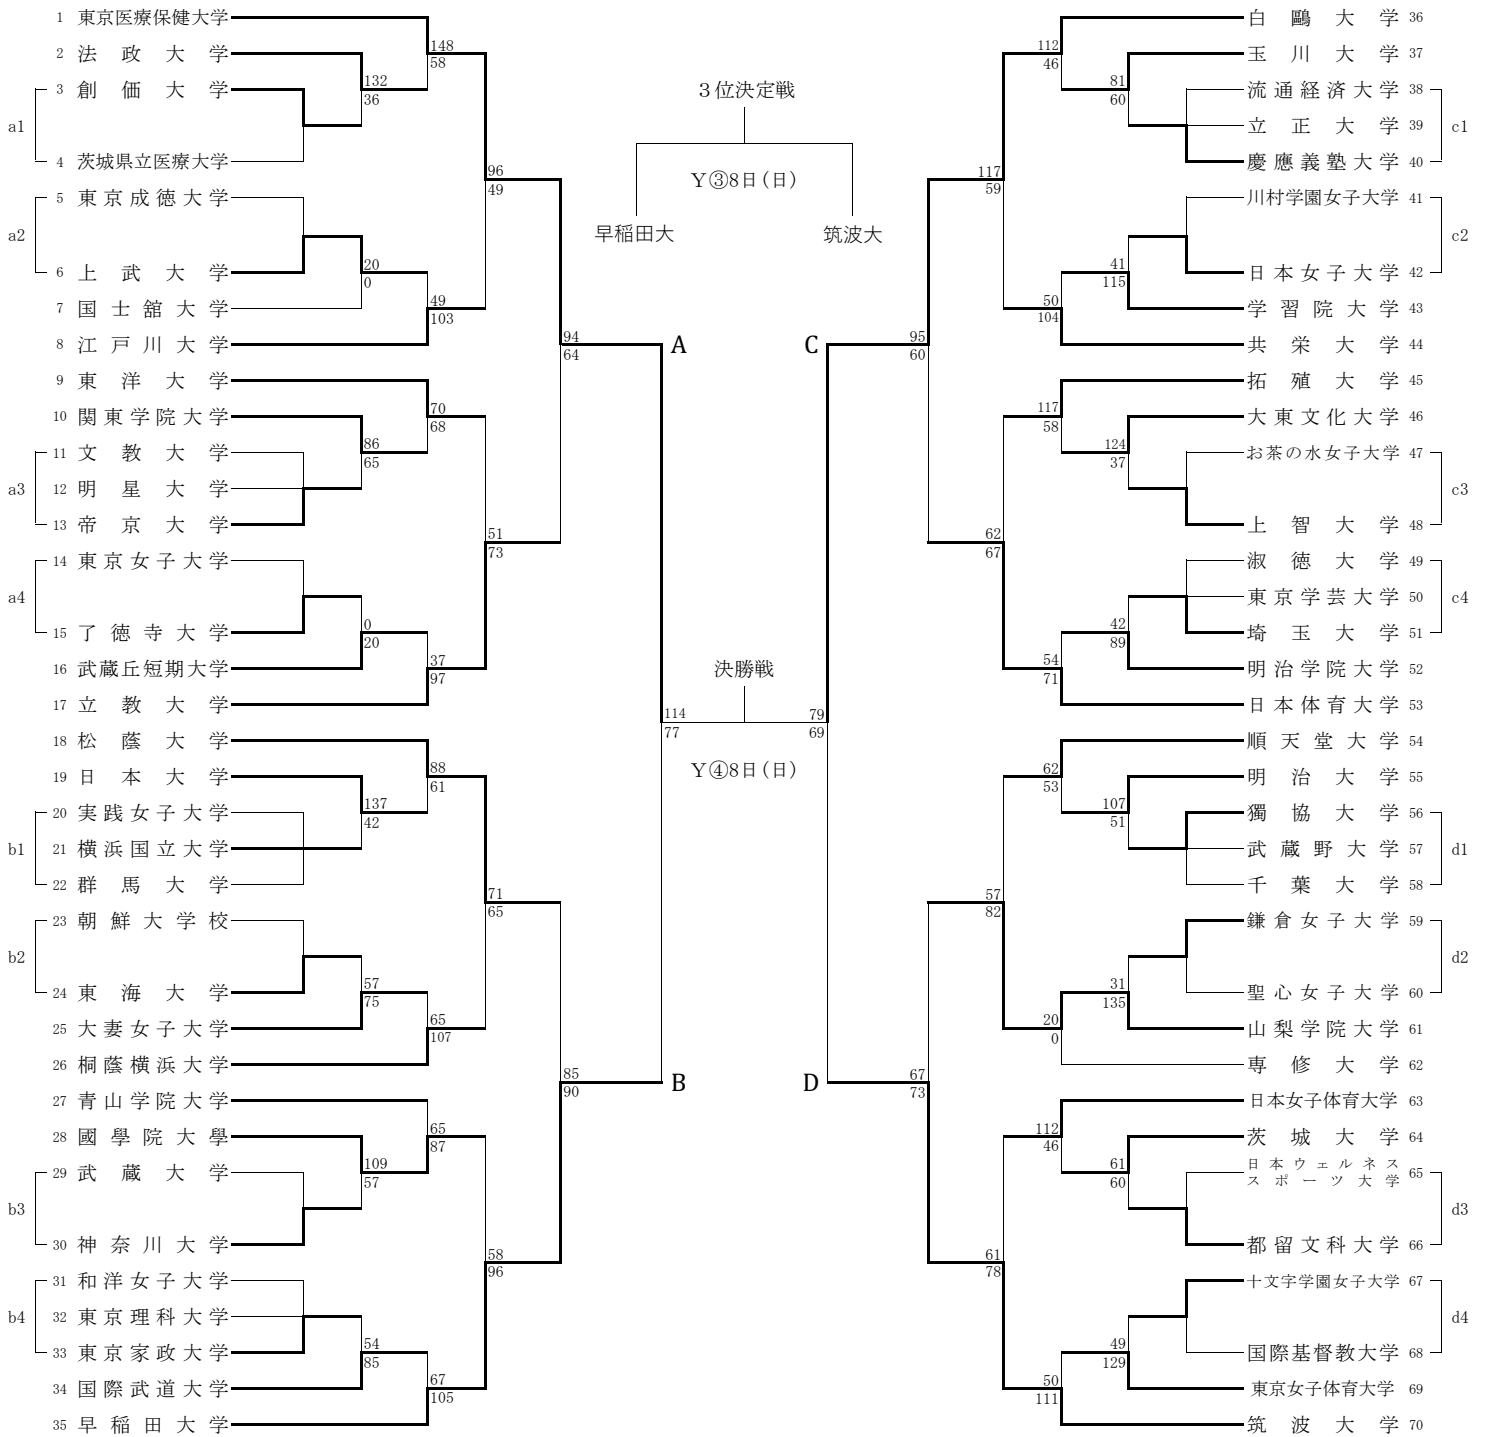 1 東京医療保健大学
2 法政大学
a1
3 創価大学
4 茨城県立医療大学
a2
5 東京成徳大学
6 上武大学
7 国士舘大学
8 江戸川大学
9 東洋大学
10 関東学院大学
a3
11 文教大学
12 明星大学
13 帝京大学
a4
14 東京女子大学
15 了徳寺大学
16 武蔵丘短期大学
17 立教大学
18 松蔭大学
19 日本大学
b1
20 実践女子大学
21 横浜国立大学
22 群馬大学
b2
23 朝鮮大学校
24 東海大学
25 大妻女子大学
26 桐蔭横浜大学
27 青山学院大学
28 國學院大學
b3
29 武蔵大学
30 神奈川大学
b4
31 和洋女子大学
32 東京理科大学
33 東京家政大学
34 国際武道大学
35 早稲田大学
132
36
20
0
86
65
0
20
137
42
57
75
109
57
54
85
148
58
49
103
70
68
37
97
88
61
65
107
65
87
67
105
96
49
51
73
71
65
58
96
94
64
85
90
A
B
114
77
3位決定戦
Y③8日(日)
早稲田大
筑波大
決勝戦
Y④8日(日)
79
69
C
D
95
60
67
73
117
59
62
67
57
82
61
78
112
46
50
104
117
58
54
71
62
53
20
0
112
46
50
111
81
60
41
115
124
37
42
89
107
51
31
135
61
60
49
129
白鷗大学 36
玉川大学 37
流通経済大学 38
立正大学 39
慶應義塾大学 40
c1
川村学園女子大学 41
日本女子大学 42
c2
学習院大学 43
共栄大学 44
拓殖大学 45
大東文化大学 46
お茶の水女子大学 47
上智大学 48
c3
淑徳大学 49
東京学芸大学 50
埼玉大学 51
c4
明治学院大学 52
日本体育大学 53
順天堂大学 54
明治大学 55
獨協大学 56
武蔵野大学 57
千葉大学 58
d1
鎌倉女子大学 59
聖心女子大学 60
d2
山梨学院大学 61
専修大学 62
日本女子体育大学 63
茨城大学 64
日本ウェルネス
スポーツ大学 65
都留文科大学 66
d3
十文字学園女子大学 67
国際基督教大学 68
d4
東京女子体育大学 69
筑波大学 70